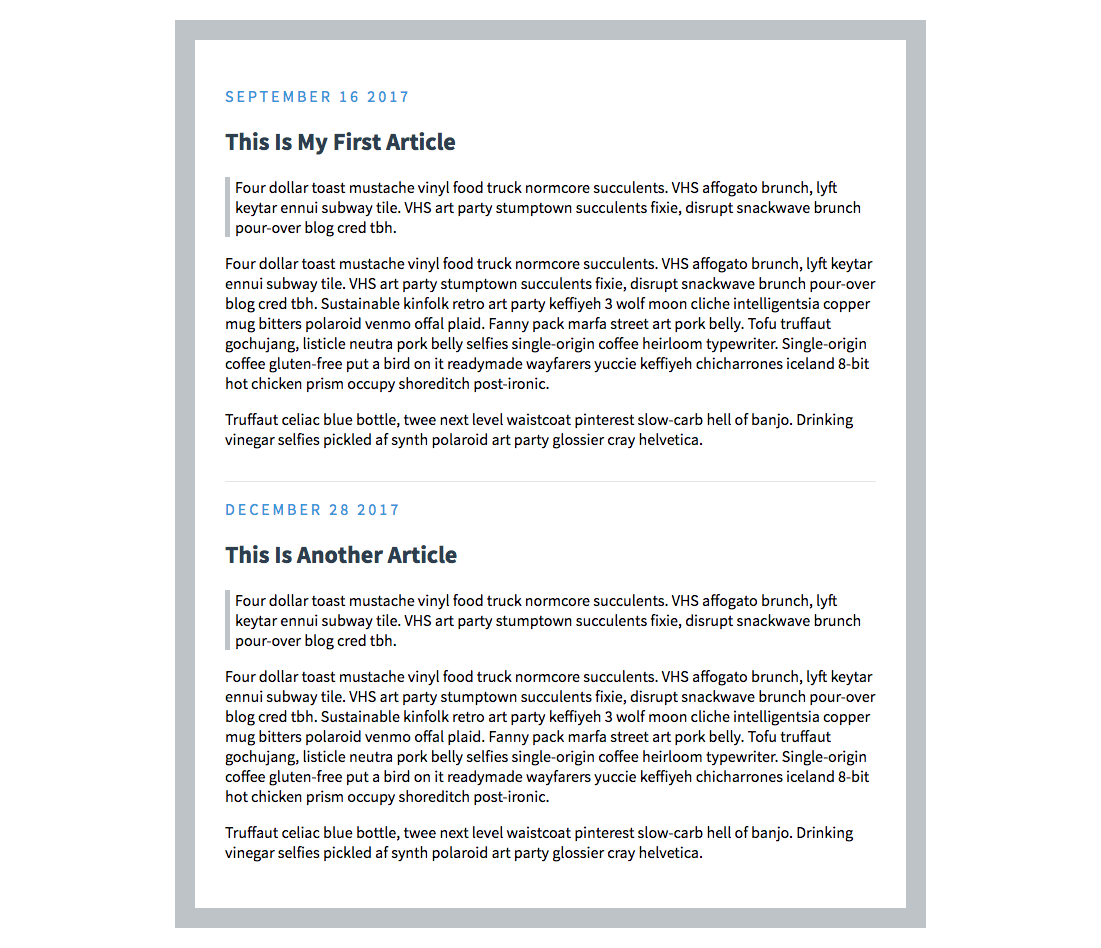 SEPTEMBER 16 2017
This Is My First Article
Four dollar toast mustache vinyl food truck normcore succulents. VHS affogato brunch, lyft
keytar ennui subway tile. VHS art party stumptown succulents fixie, disrupt snackwave brunch
pour-over blog cred tbh.
Four dollar toast mustache vinyl food truck normcore succulents. VHS affogato brunch, lyft keytar
ennui subway tile. VHS art party stumptown succulents fixie, disrupt snackwave brunch pour-over
blog cred tbh. Sustainable kinfolk retro art party keffiyeh 3 wolf moon cliche intelligentsia copper
mug bitters polaroid venmo offal plaid. Fanny pack marfa street art pork belly. Tofu truffaut
gochujang, listicle neutra pork belly selfies single-origin coffee heirloom typewriter. Single-origin
coffee gluten-free put a bird on it readymade wayfarers yuccie keffiyeh chicharrones iceland 8-bit
hot chicken prism occupy shoreditch post-ironic.
Truffaut celiac blue bottle, twee next level waistcoat pinterest slow-carb hell of banjo. Drinking
vinegar selfies pickled af synth polaroid art party glossier cray helvetica.
DECEMBER 28 2017
This Is Another Article
Four dollar toast mustache vinyl food truck normcore succulents. VHS affogato brunch, lyft
keytar ennui subway tile. VHS art party stumptown succulents fixie, disrupt snackwave brunch
pour-over blog cred tbh.
Four dollar toast mustache vinyl food truck normcore succulents. VHS affogato brunch, lyft keytar
ennui subway tile. VHS art party stumptown succulents fixie, disrupt snackwave brunch pour-over
blog cred tbh. Sustainable kinfolk retro art party keffiyeh 3 wolf moon cliche intelligentsia copper
mug bitters polaroid venmo offal plaid. Fanny pack marfa street art pork belly. Tofu truffaut
gochujang, listicle neutra pork belly selfies single-origin coffee heirloom typewriter. Single-origin
coffee gluten-free put a bird on it readymade wayfarers yuccie keffiyeh chicharrones iceland 8-bit
hot chicken prism occupy shoreditch post-ironic.
Truffaut celiac blue bottle, twee next level waistcoat pinterest slow-carb hell of banjo. Drinking
vinegar selfies pickled af synth polaroid art party glossier cray helvetica.